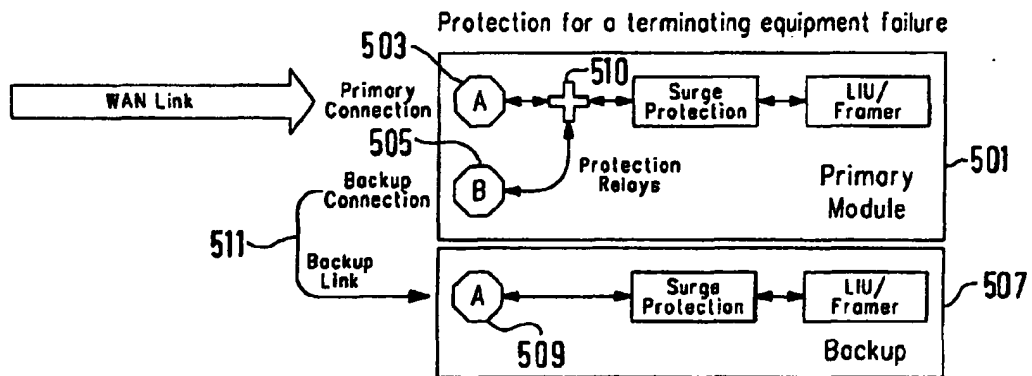 Protection for a terminating equipment failure
503
510
WAN Link
Primary
Connection
A
Surge
Protection
LIU/
Framer
505
Protection
Relays
501
Backup
Connection
B
Primary
Module
511
Backup
Link
A
Surge
Protection
LIU/
Framer
507
509
Backup